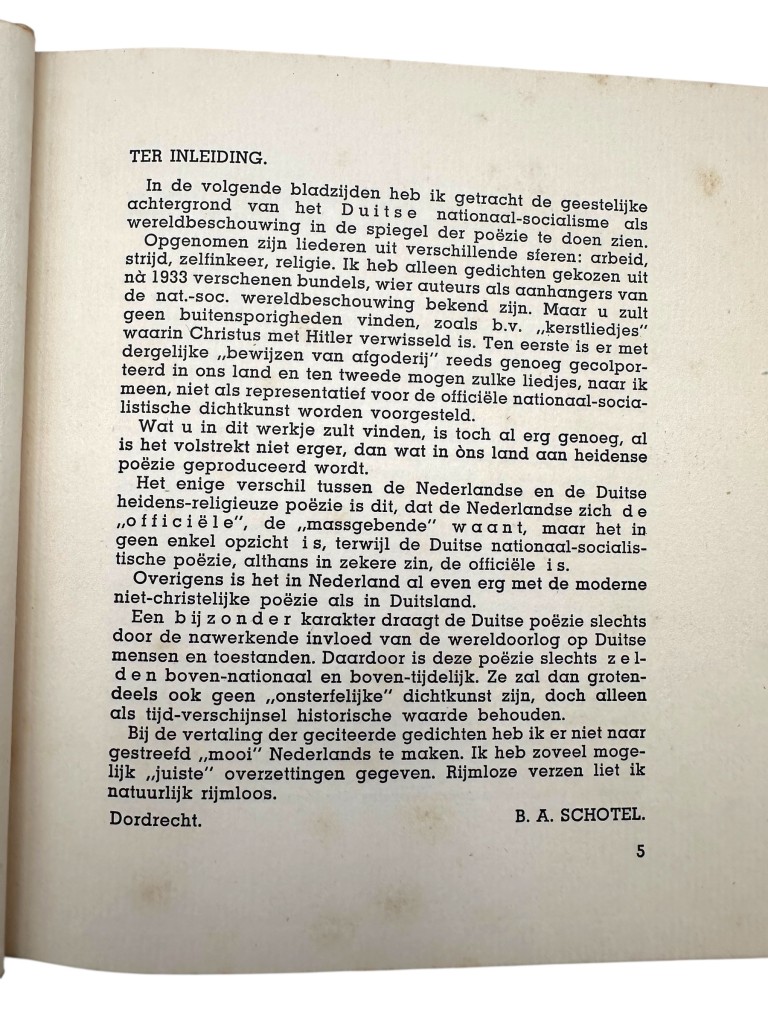 TER INLEIDING.
In de volgende bladzijden heb ik getracht de geestelijke
achtergrond van het Duitse nationaal-socialisme als
wereldbeschouwing in de spiegel der poëzie te doen zien.
Opgenomen zijn liederen uit verschillende sferen: arbeid,
strijd, zelfinkeer, religie. Ik heb alleen gedichten gekozen uit
nà 1933 verschenen bundels, wier auteurs als aanhangers van
de nat.-soc. wereldbeschouwing bekend zijn. Maar u zult
geen buitensporigheden vinden, zoals b.v. „kerstliedjes"
waarin Christus met Hitler verwisseld is. Ten eerste is er met
dergelijke „bewijzen van afgoderij" reeds genoeg gecolpor-
teerd in ons land en ten tweede mogen zulke liedjes, naar ik
meen, niet als representatief voor de officiële nationaal-socia-
listische dichtkunst worden voorgesteld.
Wat u in dit werkje zult vinden, is toch al erg genoeg, al
is het volstrekt niet erger, dan wat in òns land aan heidense
poëzie geproduceerd wordt.
Het enige verschil tussen de Nederlandse en de Duitse
heidens-religieuze poëzie is dit, dat de Nederlandse zich de
„officiële", de „massgebende" waant, maar het in
geen enkel opzicht is, terwijl de Duitse nationaal-socialis-
tische poëzie, althans in zekere zin, de officiële is.
Overigens is het in Nederland al even erg met de moderne
niet-christelijke poëzie als in Duitsland.
Een bijzonder karakter draagt de Duitse poëzie slechts
door de nawerkende invloed van de wereldoorlog op Duitse
mensen en toestanden. Daardoor is deze poëzie slechts zel-
den boven-nationaal en boven-tijdelijk. Ze zal dan groten-
deels ook geen „onsterfelijke" dichtkunst zijn, doch alleen
als tijd-verschijnsel historische waarde behouden.
Bij de vertaling der geciteerde gedichten heb ik er niet naar
gestreefd „mooi" Nederlands te maken. Ik heb zoveel moge-
lijk „juiste" overzettingen gegeven. Rijmloze verzen liet ik
natuurlijk rijmloos.
Dordrecht. B. A. SCHOTEL.
5